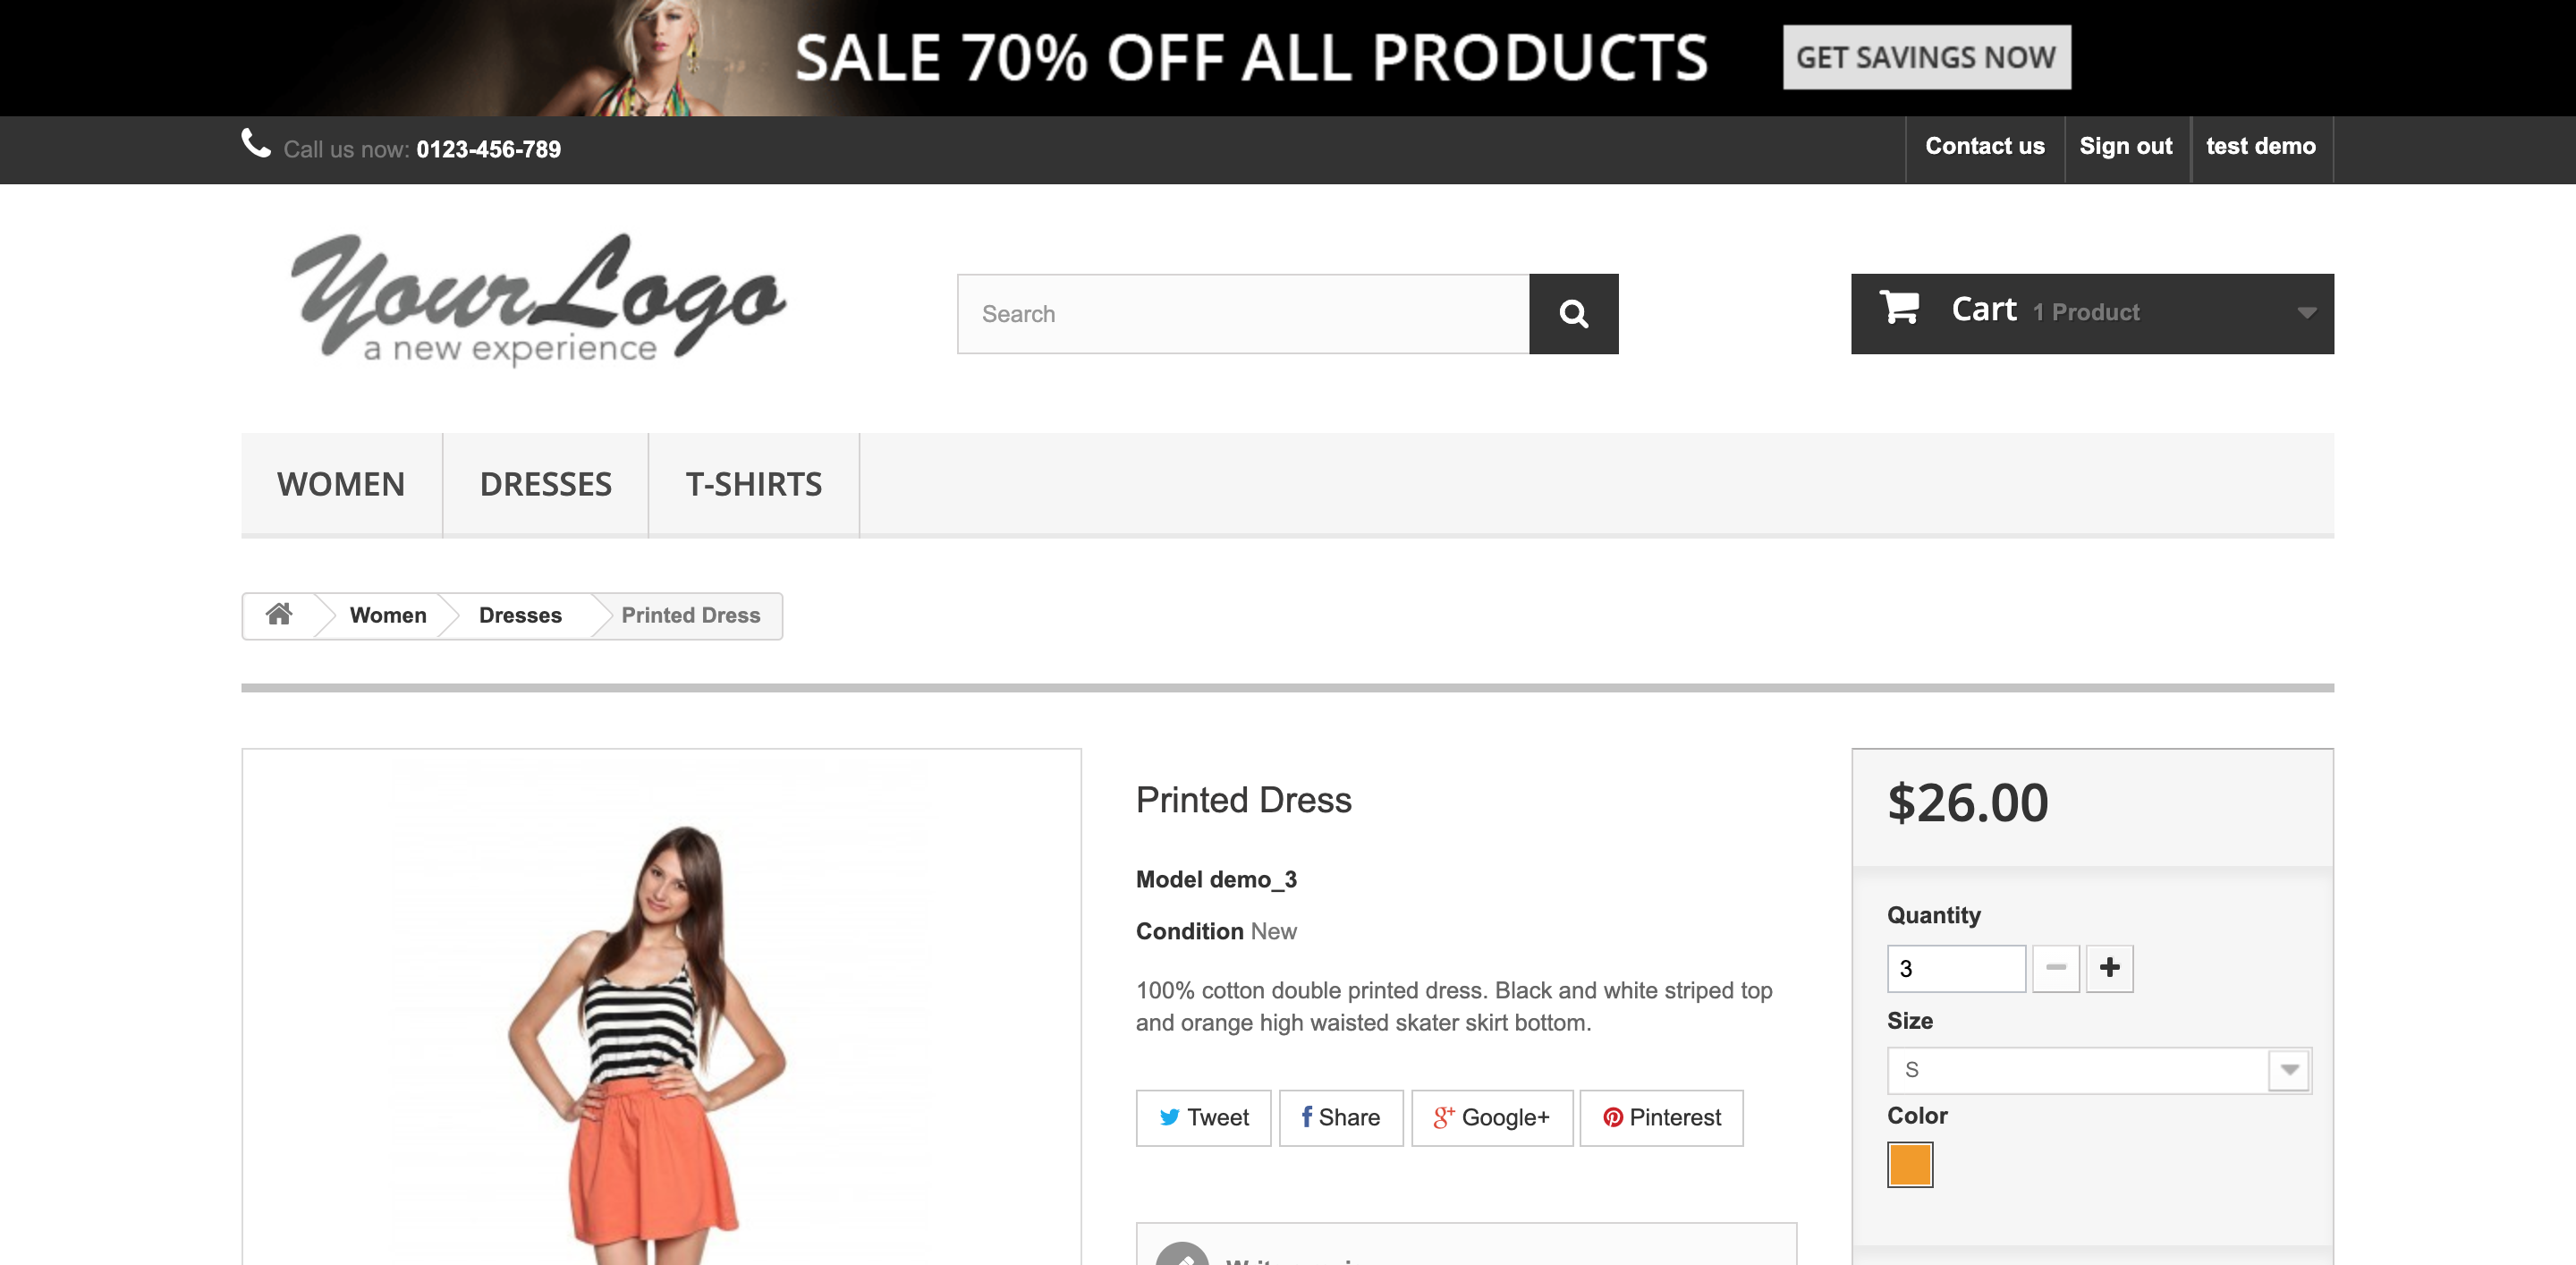 SALE 70% OFF ALL PRODUCTS GET SAVINGS NOW
Call us now: 0123-456-789 Contact us Sign out test demo
YourLogo
a new experience
Search
Cart 1 Product
WOMEN DRESSES T-SHIRTS
Women Dresses Printed Dress
Printed Dress
Model demo_3
Condition New
100% cotton double printed dress. Black and white striped top
and orange high waisted skater skirt bottom.
Tweet Share Google+ Pinterest
$26.00
Quantity
3
Size
S
Color